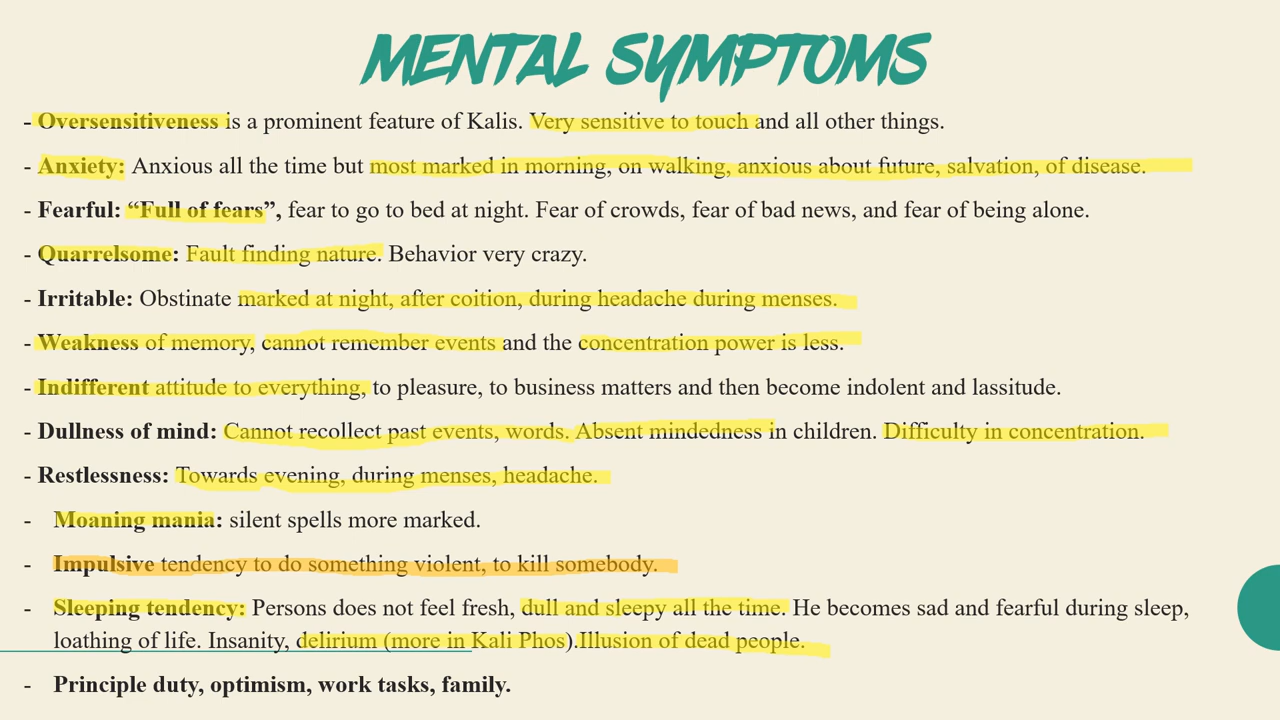 MENTAL SYMPTOMS
- Oversensitiveness is a prominent feature of Kalis. Very sensitive to touch and all other things.
- Anxiety: Anxious all the time but most marked in morning, on walking, anxious about future, salvation, of disease.
- Fearful: “Full of fears”, fear to go to bed at night. Fear of crowds, fear of bad news, and fear of being alone.
- Quarrelsome: Fault finding nature. Behavior very crazy.
- Irritable: Obstinate marked at night, after coition, during headache during menses.
- Weakness of memory, cannot remember events and the concentration power is less.
- Indifferent attitude to everything, to pleasure, to business matters and then become indolent and lassitude.
- Dullness of mind: Cannot recollect past events, words. Absent mindedness in children. Difficulty in concentration.
- Restlessness: Towards evening, during menses, headache.
- Moaning mania: silent spells more marked.
- Impulsive tendency to do something violent, to kill somebody.
- Sleeping tendency: Persons does not feel fresh, dull and sleepy all the time. He becomes sad and fearful during sleep,
loathing of life. Insanity, delirium (more in Kali Phos).Illusion of dead people.
- Principle duty, optimism, work tasks, family.